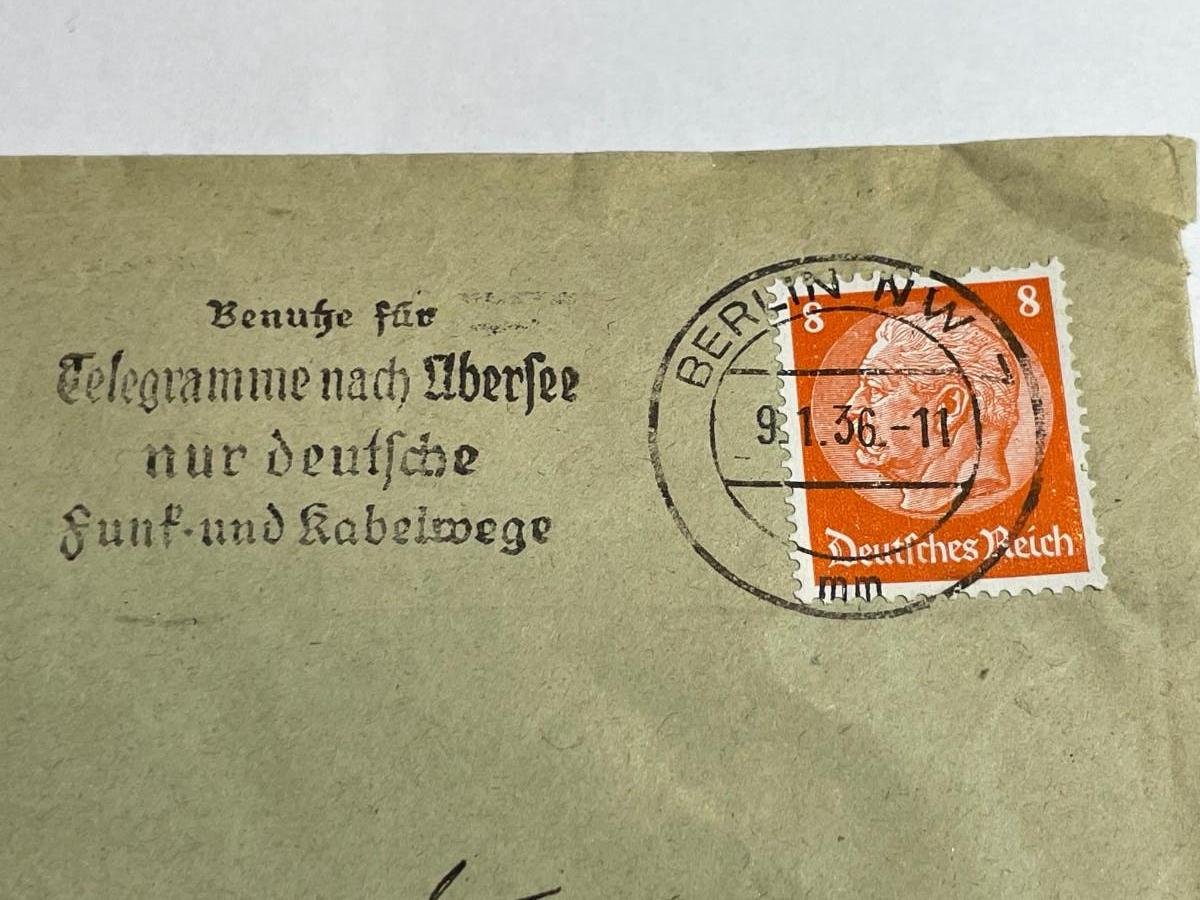 Benutze für
Telegramme nach Übersee
nur deutsche
Funk- und Kabelwege
BERLIN NW 7
9.1.36.-11
mm
8 8
Deutsches Reich